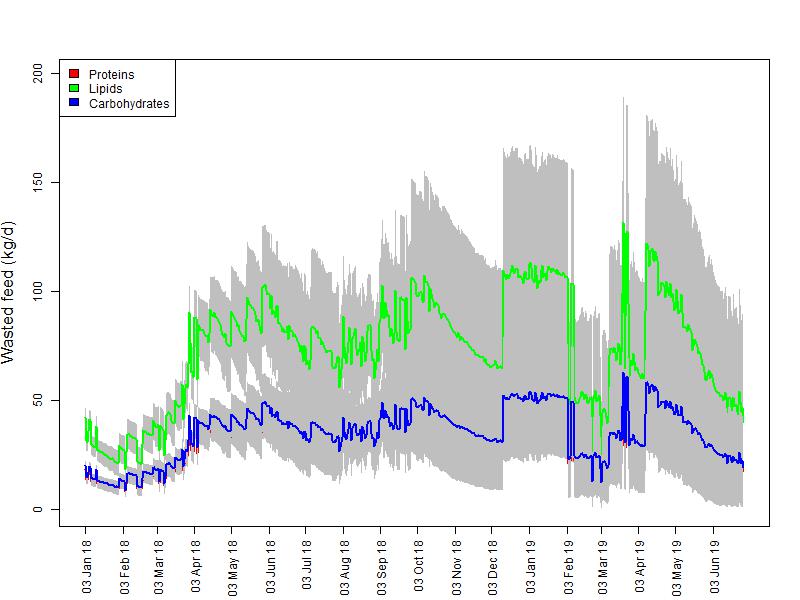 Proteins
Lipids
Carbohydrates
Wasted feed (kg/d)
200
150
100
50
0
03 Jan 18
03 Feb 18
03 Mar 18
03 Apr 18
03 May 18
03 Jun 18
03 Jul 18
03 Aug 18
03 Sep 18
03 Oct 18
03 Nov 18
03 Dec 18
03 Jan 19
03 Feb 19
03 Mar 19
03 Apr 19
03 May 19
03 Jun 19